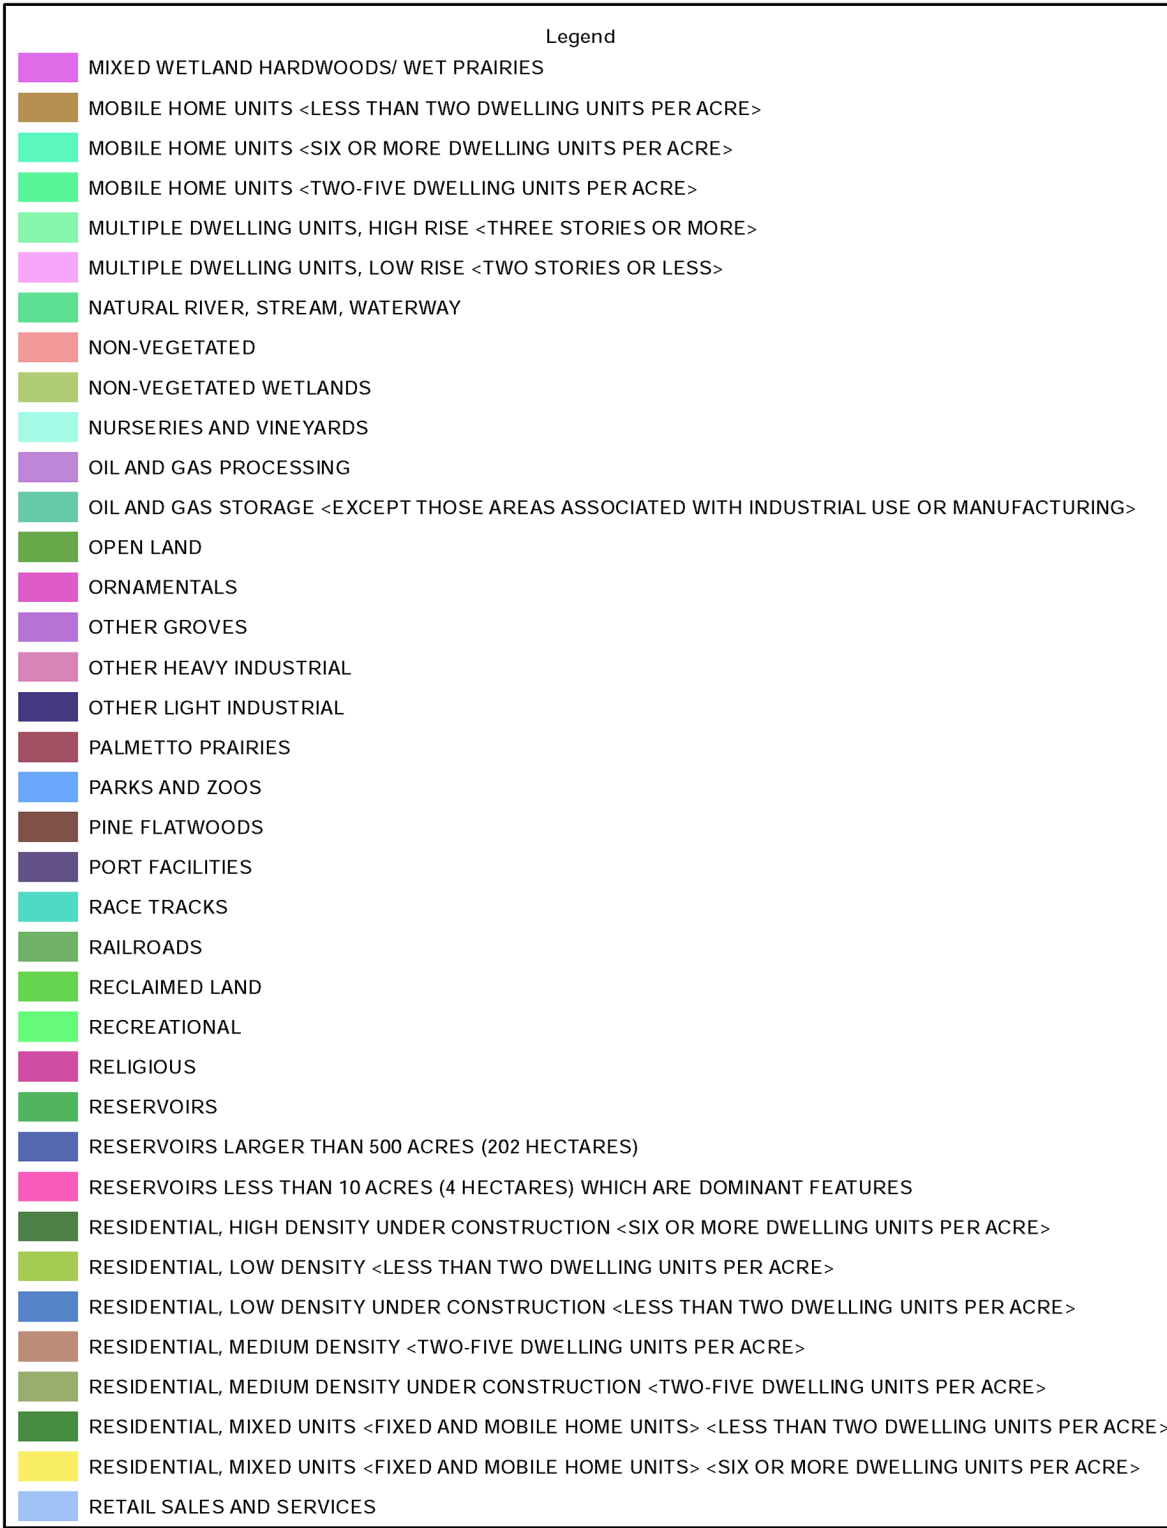 Legend
MIXED WETLAND HARDWOODS/ WET PRAIRIES
MOBILE HOME UNITS <LESS THAN TWO DWELLING UNITS PER ACRE>
MOBILE HOME UNITS <SIX OR MORE DWELLING UNITS PER ACRE>
MOBILE HOME UNITS <TWO-FIVE DWELLING UNITS PER ACRE>
MULTIPLE DWELLING UNITS, HIGH RISE <THREE STORIES OR MORE>
MULTIPLE DWELLING UNITS, LOW RISE <TWO STORIES OR LESS>
NATURAL RIVER, STREAM, WATERWAY
NON-VEGETATED
NON-VEGETATED WETLANDS
NURSERIES AND VINEYARDS
OIL AND GAS PROCESSING
OIL AND GAS STORAGE <EXCEPT THOSE AREAS ASSOCIATED WITH INDUSTRIAL USE OR MANUFACTURING>
OPEN LAND
ORNAMENTALS
OTHER GROVES
OTHER HEAVY INDUSTRIAL
OTHER LIGHT INDUSTRIAL
PALMETTO PRAIRIES
PARKS AND ZOOS
PINE FLATWOODS
PORT FACILITIES
RACE TRACKS
RAILROADS
RECLAIMED LAND
RECREATIONAL
RELIGIOUS
RESERVOIRS
RESERVOIRS LARGER THAN 500 ACRES (202 HECTARES)
RESERVOIRS LESS THAN 10 ACRES (4 HECTARES) WHICH ARE DOMINANT FEATURES
RESIDENTIAL, HIGH DENSITY UNDER CONSTRUCTION <SIX OR MORE DWELLING UNITS PER ACRE>
RESIDENTIAL, LOW DENSITY <LESS THAN TWO DWELLING UNITS PER ACRE>
RESIDENTIAL, LOW DENSITY UNDER CONSTRUCTION <LESS THAN TWO DWELLING UNITS PER ACRE>
RESIDENTIAL, MEDIUM DENSITY <TWO-FIVE DWELLING UNITS PER ACRE>
RESIDENTIAL, MEDIUM DENSITY UNDER CONSTRUCTION <TWO-FIVE DWELLING UNITS PER ACRE>
RESIDENTIAL, MIXED UNITS <FIXED AND MOBILE HOME UNITS> <LESS THAN TWO DWELLING UNITS PER ACRE>
RESIDENTIAL, MIXED UNITS <FIXED AND MOBILE HOME UNITS> <SIX OR MORE DWELLING UNITS PER ACRE>
RETAIL SALES AND SERVICES